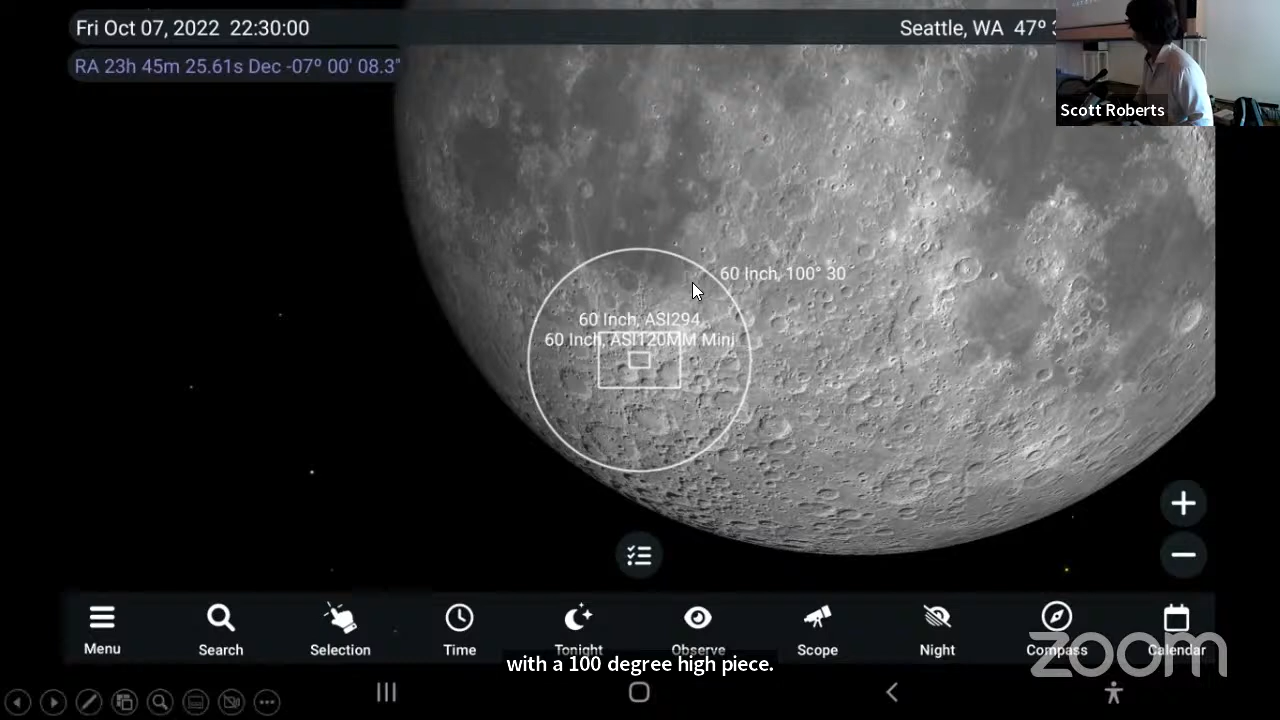 Fri Oct 07, 2022 22:30:00
Seattle, WA 47º
RA 23h 45m 25.61s Dec -07º 00' 08.3"
Scott Roberts
60 Inch, 100° 30
60 Inch, ASI294
60 Inch, ASI120MM Mini
Menu
Search
Selection
Time
Tonight
Observe
Scope
Night
Compass
Calendar
with a 100 degree high piece.
zoom